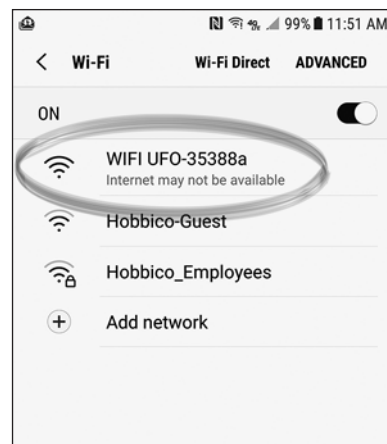 99% 11:51 AM
Wi-Fi Wi-Fi Direct ADVANCED
ON
WIFI UFO-35388a
Internet may not be available
Hobbico-Guest
Hobbico_Employees
Add network